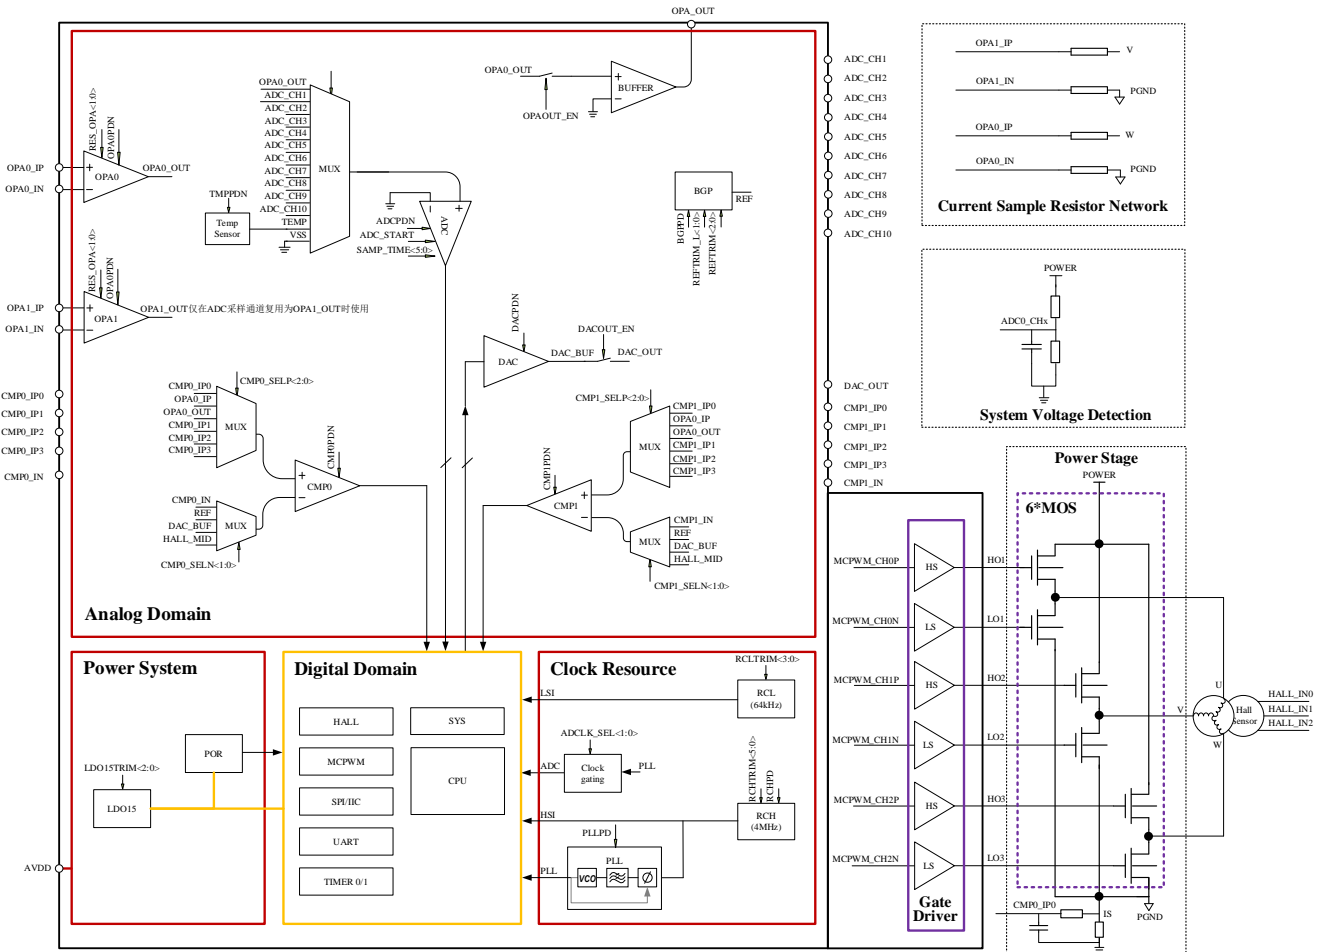 OPA_OUT
OPA0_OUT
BUFFER
OPAOUT_EN
OPA0_OUT
ADC_CH1
ADC_CH2
ADC_CH3
ADC_CH4
ADC_CH5
ADC_CH6
ADC_CH7
ADC_CH8
ADC_CH9
ADC_CH10
TEMP
VSS
MUX
TMPPDN
Temp
Sensor
ADC
ADCPDN
ADC_START
SAMP_TIME<5:0>
RES_OPA<1:0>
OPA0PDN
OPA0_IP
OPA0_IN
OPA0
OPA0_OUT
RES_OPA<1:0>
OPA0PDN
OPA1_IP
OPA1_IN
OPA1
OPA1_OUT仅在ADC采样通道复用为OPA1_OUT时使用
BGP
REF
BGPPD
REFTRIM_L<1:0>
REFTRIM<2:0>
ADC_CH1
ADC_CH2
ADC_CH3
ADC_CH4
ADC_CH5
ADC_CH6
ADC_CH7
ADC_CH8
ADC_CH9
ADC_CH10
OPA1_IP
V
OPA1_IN
PGND
OPA0_IP
W
OPA0_IN
PGND
Current Sample Resistor Network
POWER
ADC0_CHx
System Voltage Detection
DACPDN
DAC
DAC_BUF
DACOUT_EN
DAC_OUT
CMP0_IP0
CMP0_IP1
CMP0_IP2
CMP0_IP3
CMP0_IN
CMP0_SELP<2:0>
CMP0_IP0
OPA0_IP
OPA0_OUT
CMP0_IP1
CMP0_IP2
CMP0_IP3
MUX
CMP0PDN
CMP0
CMP0_IN
REF
DAC_BUF
HALL_MID
MUX
CMP0_SELN<1:0>
CMP1_SELP<2:0>
CMP1_IP0
OPA0_IP
OPA0_OUT
CMP1_IP1
CMP1_IP2
CMP1_IP3
MUX
CMP1PDN
CMP1
CMP1_IN
REF
DAC_BUF
HALL_MID
MUX
CMP1_SELN<1:0>
DAC_OUT
CMP1_IP0
CMP1_IP1
CMP1_IP2
CMP1_IP3
CMP1_IN
Analog Domain
Power System
POR
LDO15TRIM<2:0>
LDO15
AVDD
Digital Domain
HALL
SYS
MCPWM
CPU
SPI/IIC
UART
TIMER 0/1
Clock Resource
RCLTRIM<3:0>
LSI
RCL
(64kHz)
ADCLK_SEL<1:0>
ADC
Clock
gating
PLL
RCHTRIM<5:0>
RCHPD
HSI
RCH
(4MHz)
PLLPD
PLL
PLL
VCO
Φ
MCPWM_CH0P
HS
HO1
MCPWM_CH0N
LS
LO1
MCPWM_CH1P
HS
HO2
MCPWM_CH1N
LS
LO2
MCPWM_CH2P
HS
HO3
MCPWM_CH2N
LS
LO3
Gate
Driver
Power Stage
POWER
6*MOS
U
V
W
Hall
Sensor
HALL_IN0
HALL_IN1
HALL_IN2
CMP0_IP0
IS
PGND